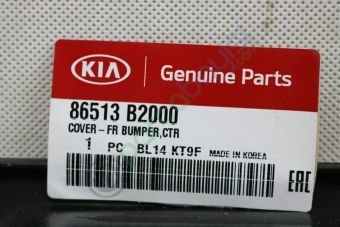 KIA Genuine Parts
86513 B2000
COVER-FR BUMPER,CTR
1 PC BL14 KT9F MADE IN KOREA
EAC